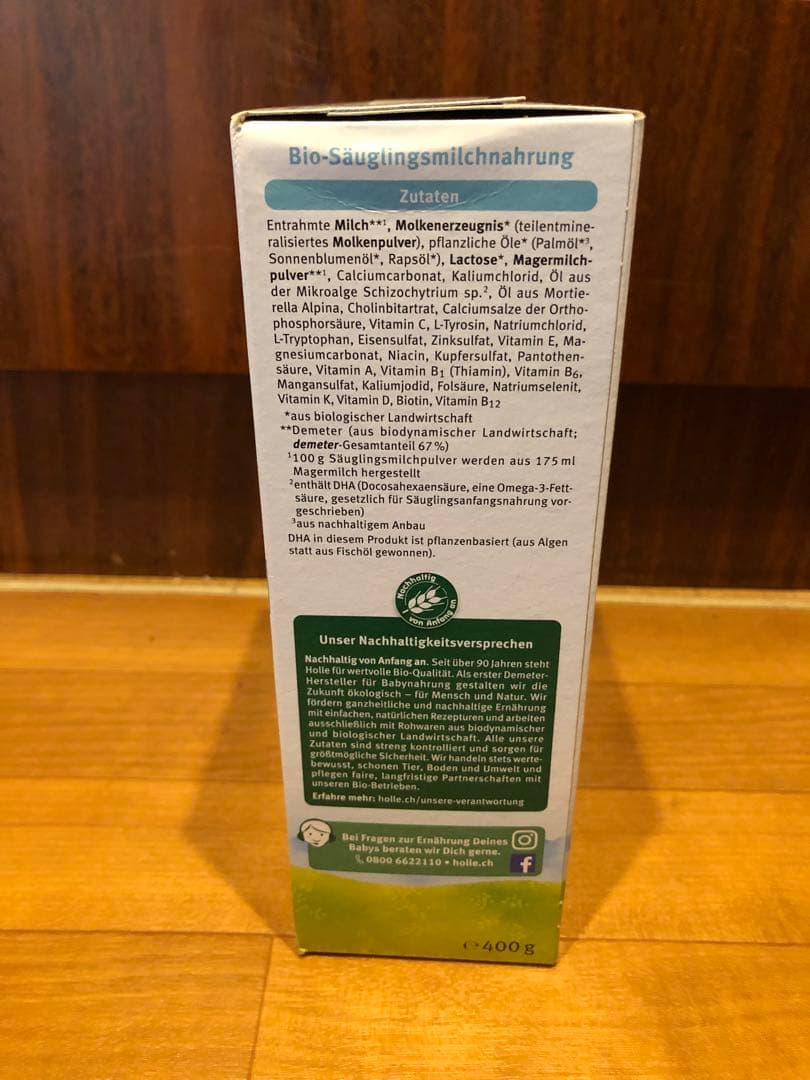 Bio-Säuglingsmilchnahrung
Zutaten
Entrahmte Milch**¹, Molkenerzeugnis* (teilentmine-
ralisiertes Molkenpulver), pflanzliche Öle* (Palmöl*³,
Sonnenblumenöl*, Rapsöl*), Lactose*, Magermilch-
pulver**¹, Calciumcarbonat, Kaliumchlorid, Öl aus
der Mikroalge Schizochytrium sp.², Öl aus Mortie-
rella Alpina, Cholinbitartrat, Calciumsalze der Ortho-
phosphorsäure, Vitamin C, L-Tyrosin, Natriumchlorid,
L-Tryptophan, Eisensulfat, Zinksulfat, Vitamin E, Ma-
gnesiumcarbonat, Niacin, Kupfersulfat, Pantothen-
säure, Vitamin A, Vitamin B₁ (Thiamin), Vitamin B₆,
Mangansulfat, Kaliumjodid, Folsäure, Natriumselenit,
Vitamin K, Vitamin D, Biotin, Vitamin B₁₂
*aus biologischer Landwirtschaft
**Demeter (aus biodynamischer Landwirtschaft;
demeter-Gesamtanteil 67%)
¹100 g Säuglingsmilchpulver werden aus 175 ml
Magermilch hergestellt
²enthält DHA (Docosahexaensäure, eine Omega-3-Fett-
säure, gesetzlich für Säuglingsanfangsnahrung vor-
geschrieben)
³aus nachhaltigem Anbau
DHA in diesem Produkt ist pflanzenbasiert (aus Algen
statt aus Fischöl gewonnen).
Nachhaltig
von Anfang an
Unser Nachhaltigkeitsversprechen
Nachhaltig von Anfang an. Seit über 90 Jahren steht
Holle für wertvolle Bio-Qualität. Als erster Demeter-
Hersteller für Babynahrung gestalten wir die
Zukunft ökologisch – für Mensch und Natur. Wir
fördern ganzheitliche und nachhaltige Ernährung
mit einfachen, natürlichen Rezepturen und arbeiten
ausschließlich mit Rohwaren aus biodynamischer
und biologischer Landwirtschaft. Alle unsere
Zutaten sind streng kontrolliert und sorgen für
größtmögliche Sicherheit. Wir handeln stets werte-
bewusst, schonen Tier, Boden und Umwelt und
pflegen faire, langfristige Partnerschaften mit
unseren Bio-Betrieben.
Erfahre mehr: holle.ch/unsere-verantwortung
Bei Fragen zur Ernährung Deines
Babys beraten wir Dich gerne.
0800 6622110 • holle.ch
f
℮400 g